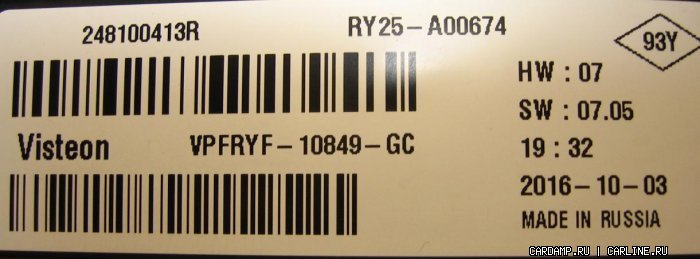 248100413R
RY25-A00674
93Y
HW : 07
SW : 07.05
Visteon
VPFRYF-10849-GC
19 : 32
2016-10-03
MADE IN RUSSIA
CARDAMP.RU | CARLINE.RU